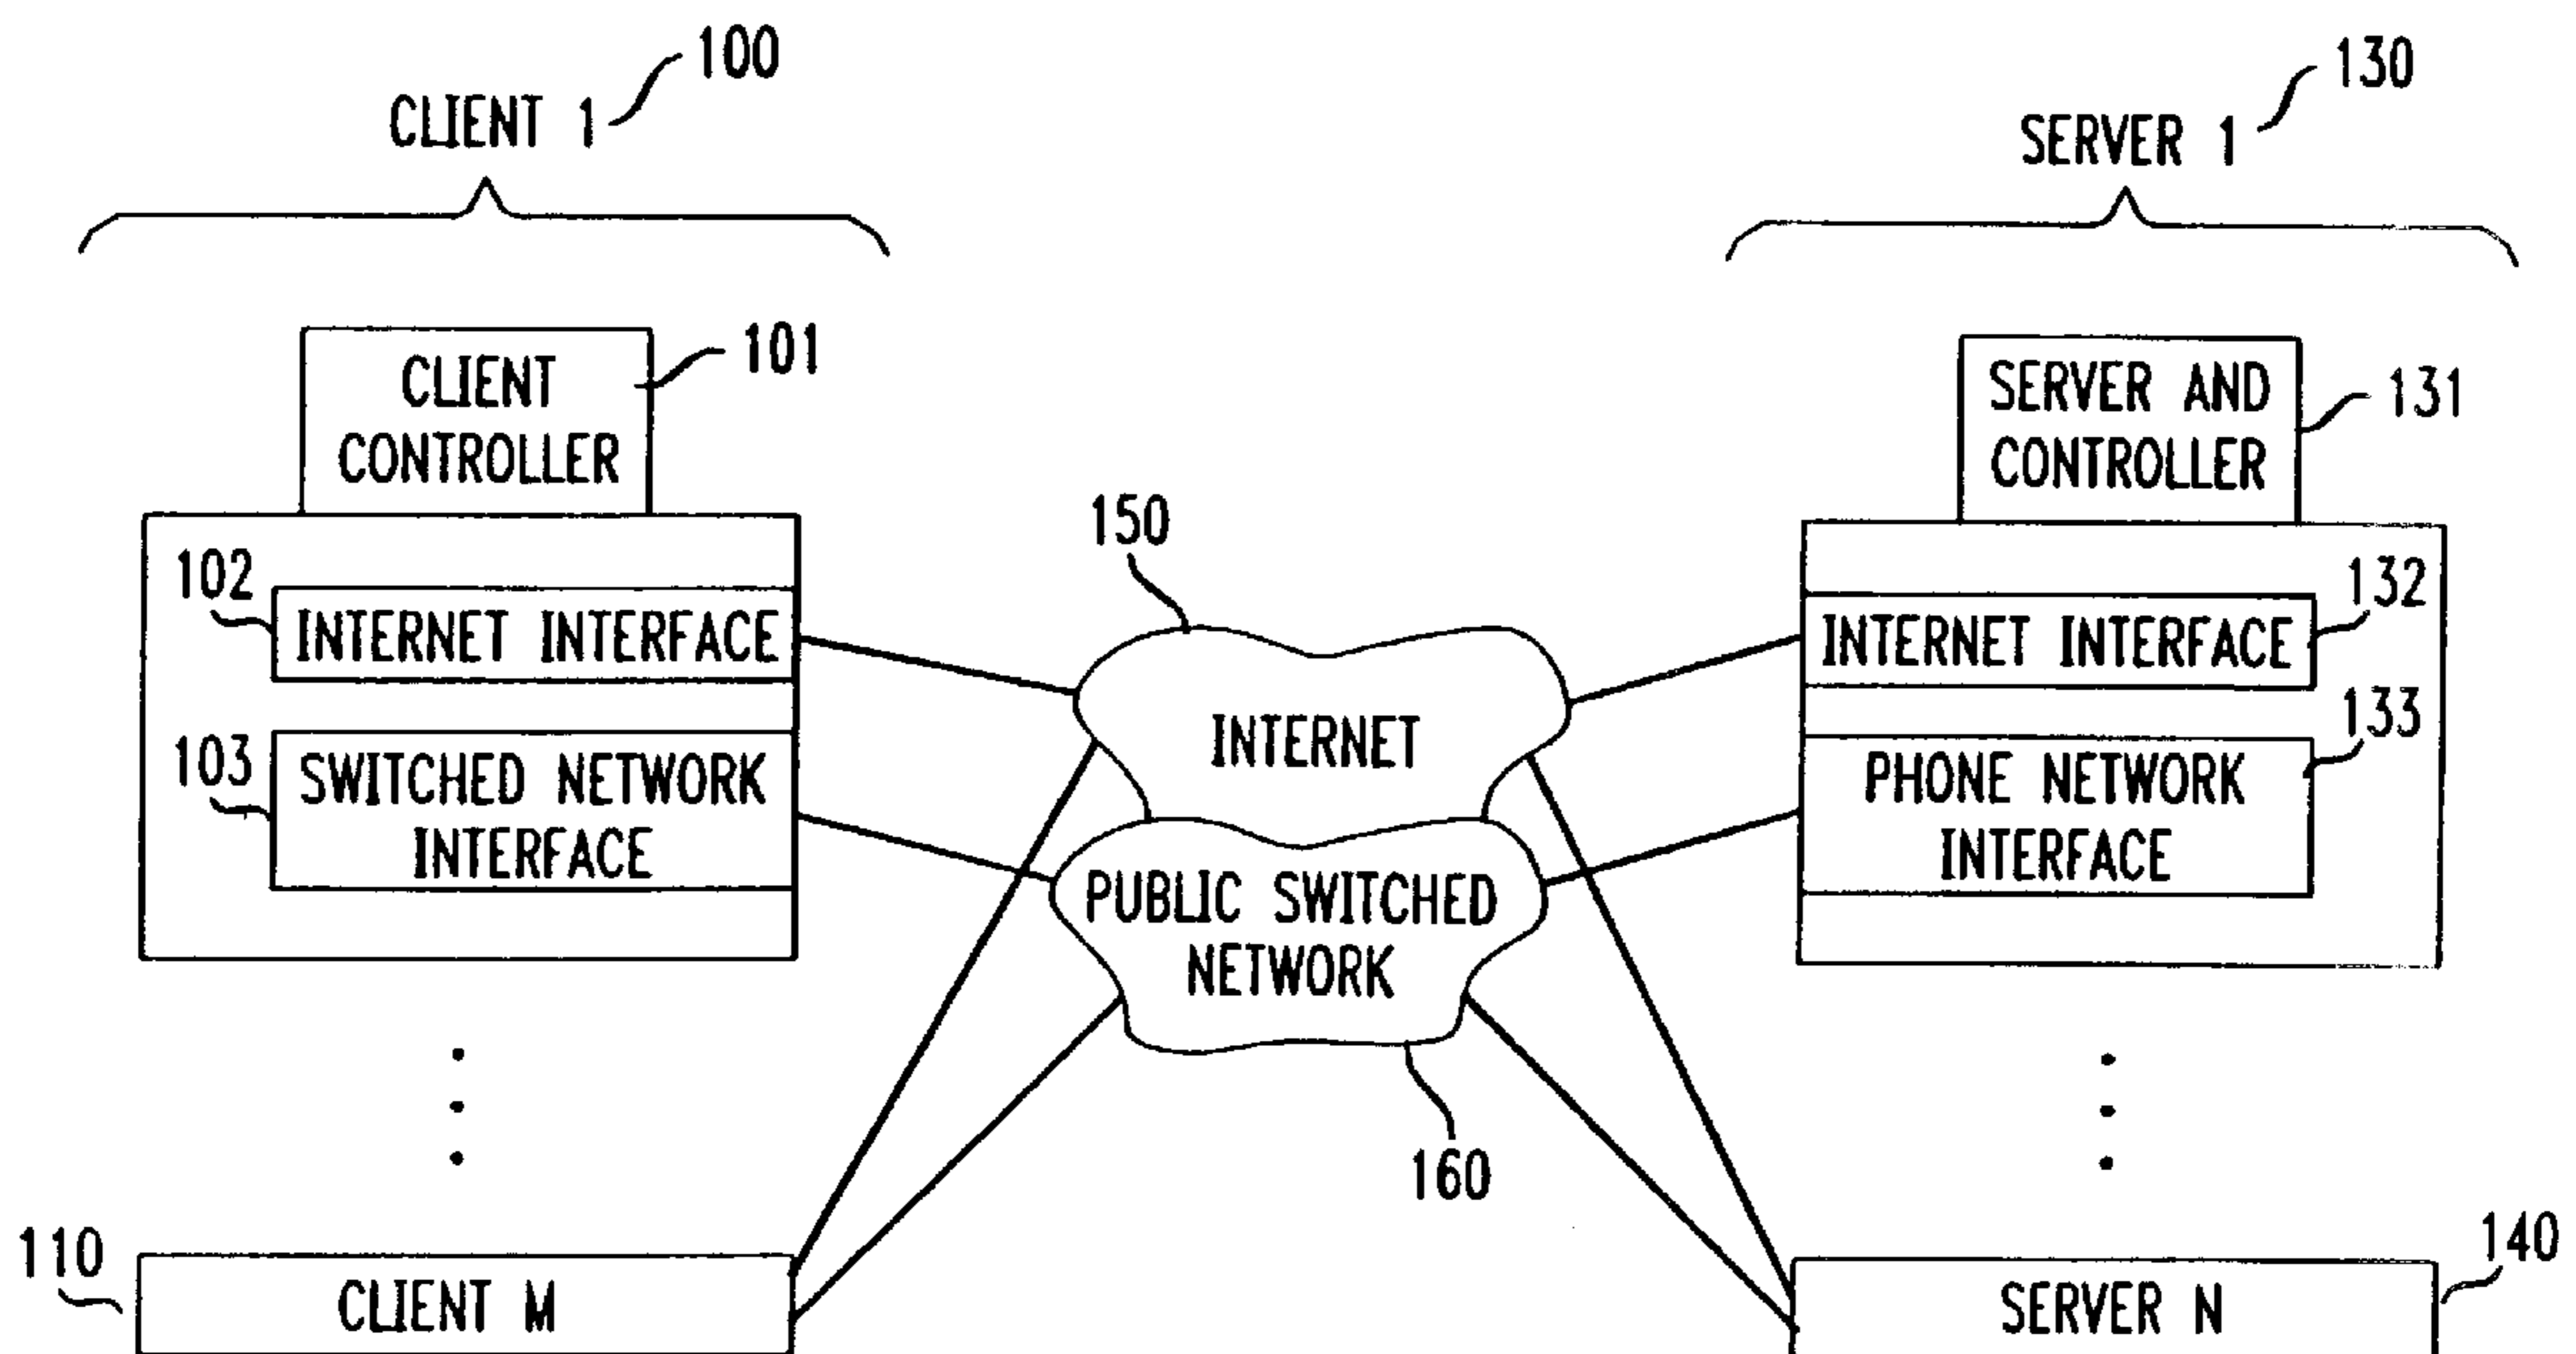 100
CLIENT 1
130
SERVER 1
CLIENT
CONTROLLER
101
SERVER AND
CONTROLLER
131
102
INTERNET INTERFACE
103
SWITCHED NETWORK
INTERFACE
150
INTERNET
PUBLIC SWITCHED
NETWORK
160
132
INTERNET INTERFACE
133
PHONE NETWORK
INTERFACE
110
CLIENT M
140
SERVER N